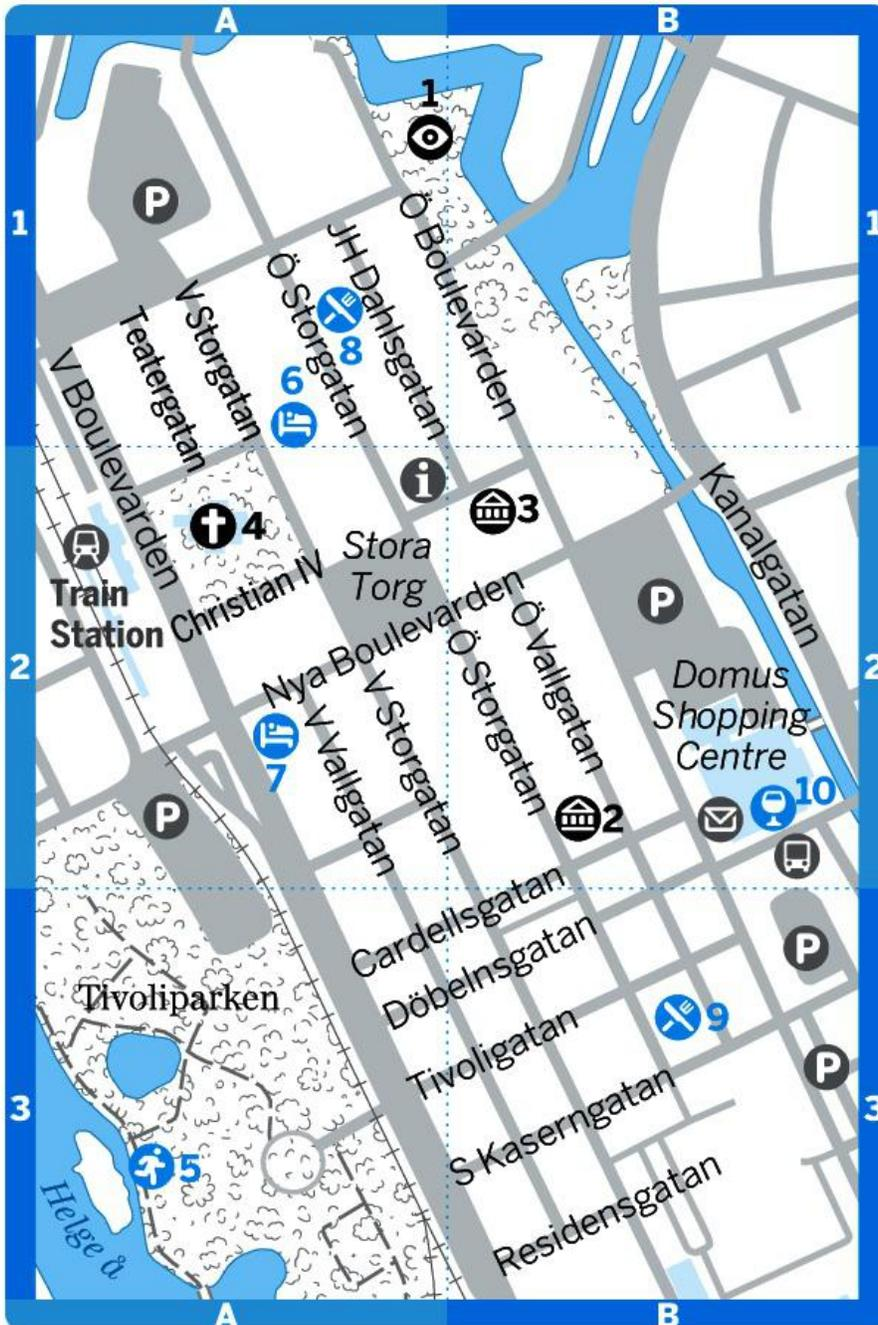 A
B
1
1
1
P
Ö Boulevarden
JH Dahlsgatan
Ö Storgatan
V Storgatan
Teatergatan
8
6
V Boulevarden
i
3
4
Kanalgatan
Stora
Torg
Train
Station
Christian IV
P
Nya Boulevarden
Ö Vallgatan
Ö Storgatan
2
2
V Storgatan
V Vallgatan
Domus
Shopping
Centre
7
10
P
2
Cardellsgatan
Döbelnsgatan
P
Tivoliparken
9
Tivoligatan
P
3
3
S Kaserngatan
5
Residensgatan
Helge å
A
B